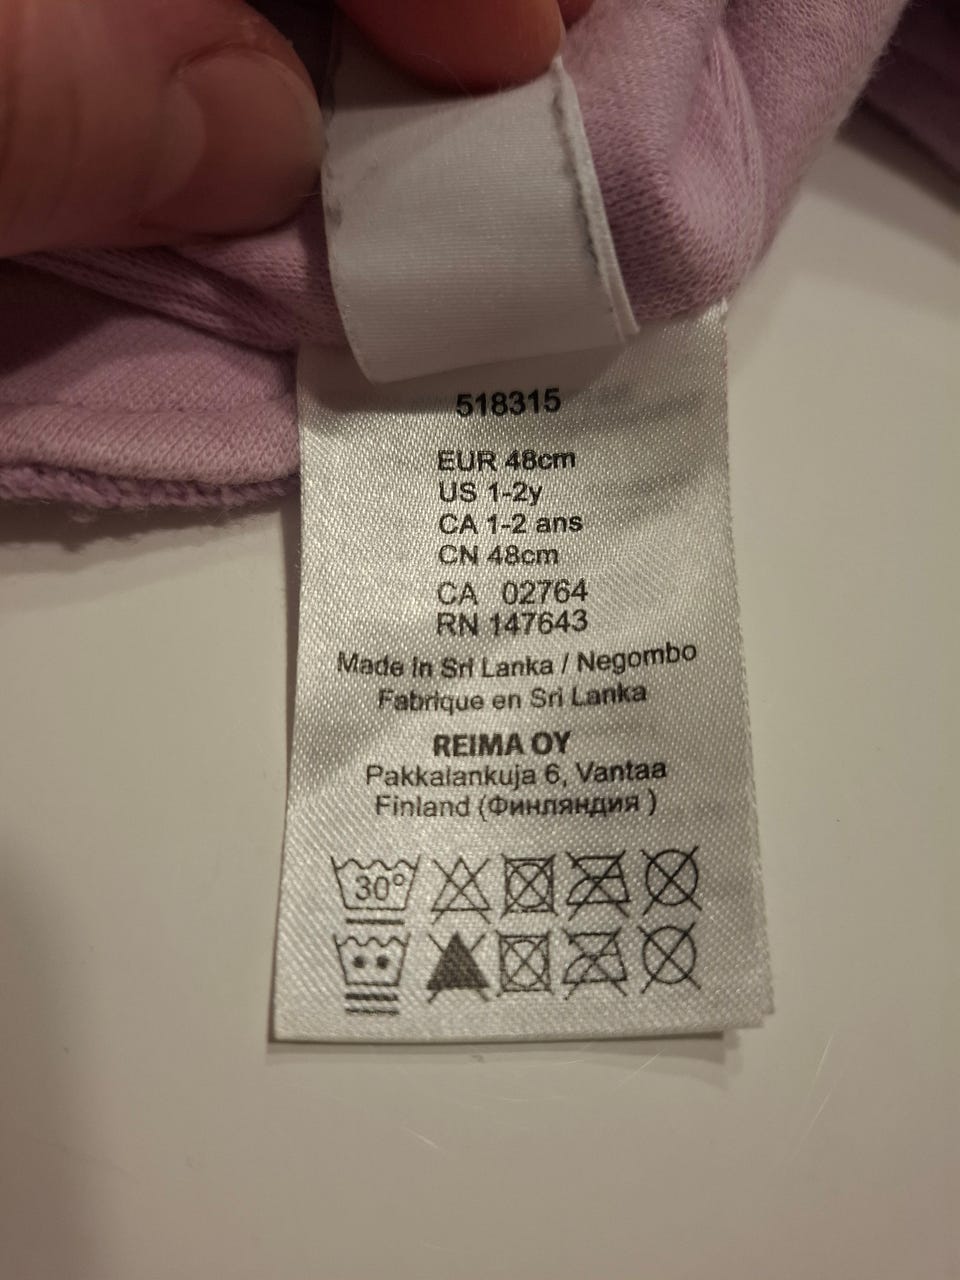 518315
EUR 48cm
US 1-2y
CA 1-2 ans
CN 48cm
CA 02764
RN 147643
Made in Sri Lanka / Negombo
Fabrique en Sri Lanka
REIMA OY
Pakkalankuja 6, Vantaa
Finland (Финляндия )
30°